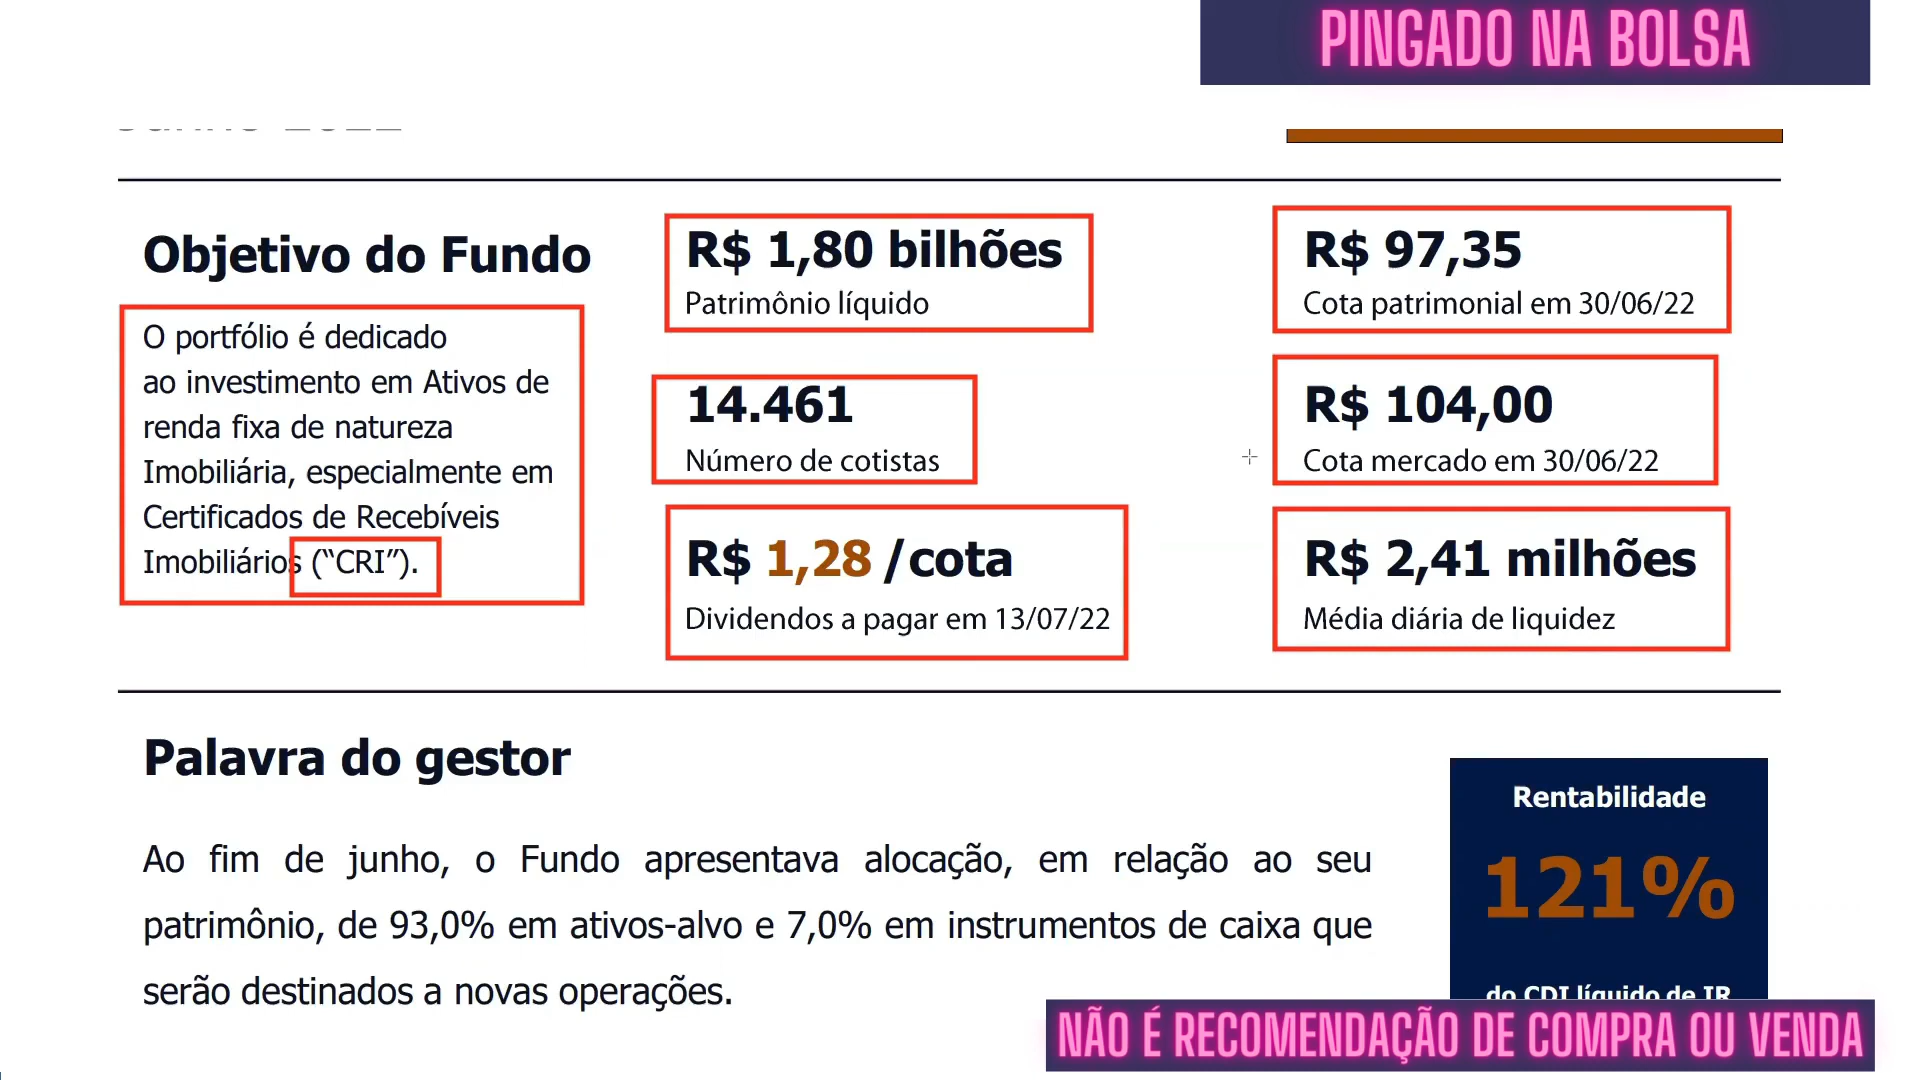 PINGADO NA BOLSA
Objetivo do Fundo
O portfólio é dedicado
ao investimento em Ativos de
renda fixa de natureza
Imobiliária, especialmente em
Certificados de Recebíveis
Imobiliários (“CRI”).
R$ 1,80 bilhões
Patrimônio líquido
14.461
Número de cotistas
R$ 1,28 /cota
Dividendos a pagar em 13/07/22
R$ 97,35
Cota patrimonial em 30/06/22
R$ 104,00
Cota mercado em 30/06/22
R$ 2,41 milhões
Média diária de liquidez
Palavra do gestor
Ao fim de junho, o Fundo apresentava alocação, em relação ao seu
patrimônio, de 93,0% em ativos-alvo e 7,0% em instrumentos de caixa que
serão destinados a novas operações.
Rentabilidade
121%
do CDI líquido de IR
NÃO É RECOMENDAÇÃO DE COMPRA OU VENDA